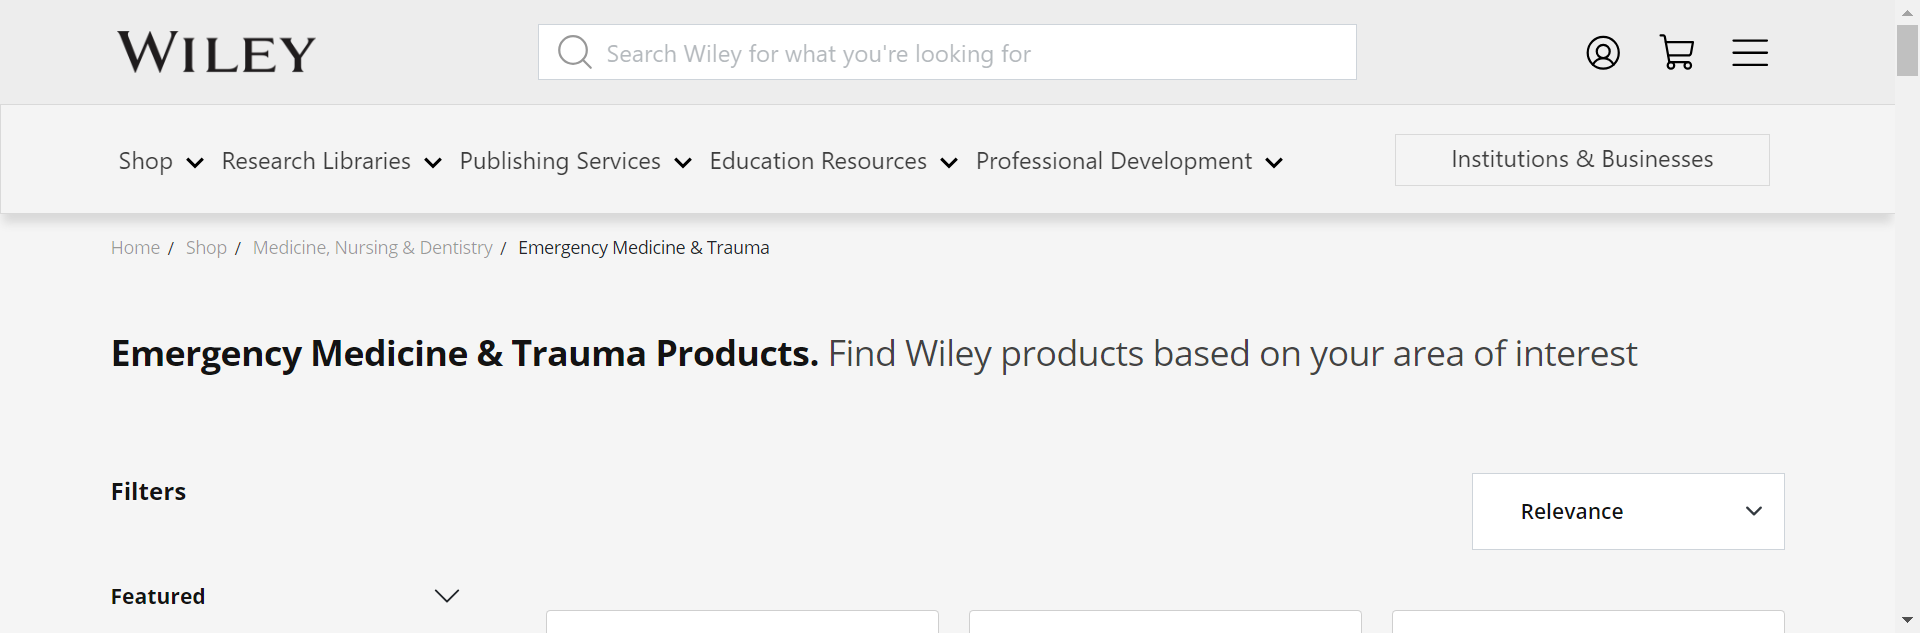 WILEY
Search Wiley for what you're looking for
Shop Research Libraries Publishing Services Education Resources Professional Development Institutions & Businesses
Home / Shop / Medicine, Nursing & Dentistry / Emergency Medicine & Trauma
Emergency Medicine & Trauma Products. Find Wiley products based on your area of interest
Filters
Relevance
Featured